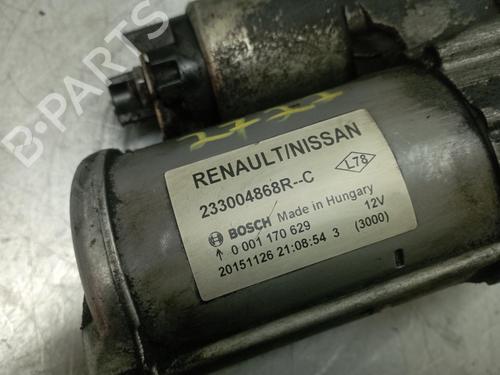 B-PARTS
RENAULT/NISSAN
233004868R--C
L78
BOSCH Made in Hungary
0 001 170 629 12V
20151126 21:08:54 3 (3000)